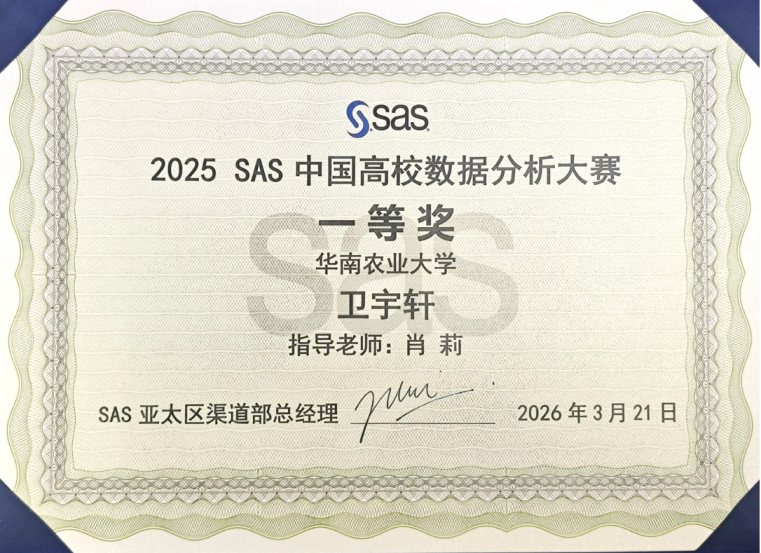 sas
2025 SAS 中国高校数据分析大赛
一等奖
华南农业大学
卫宇轩
指导老师：肖 莉
SAS 亚太区渠道部总经理 2026 年 3 月 21 日
sas